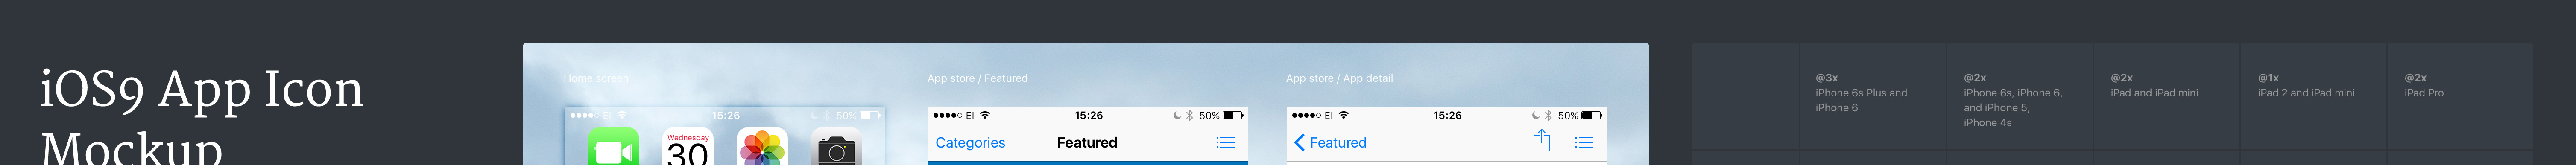 iOS9 App Icon
Mockup
Home screen
EI 15:26 50%
Wednesday
30
App store / Featured
EI 15:26 50%
Categories Featured
App store / App detail
EI 15:26 50%
Featured
@3x
iPhone 6s Plus and
iPhone 6
@2x
iPhone 6s, iPhone 6,
and iPhone 5,
iPhone 4s
@2x
iPad and iPad mini
@1x
iPad 2 and iPad mini
@2x
iPad Pro